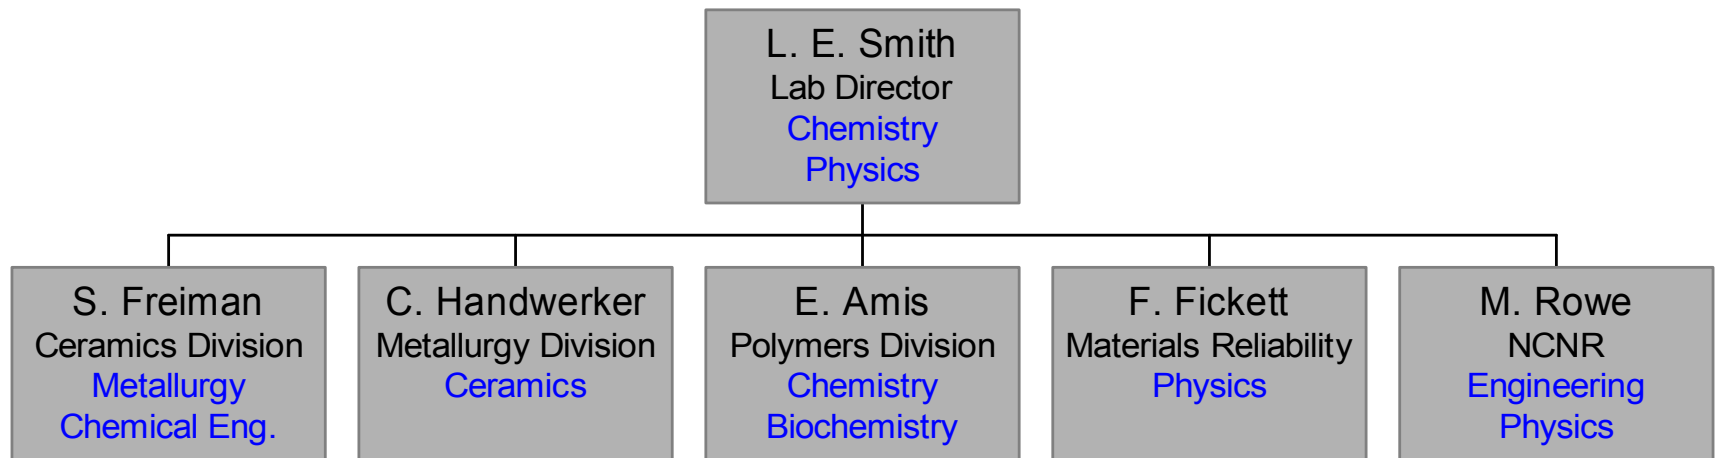 L. E. Smith
Lab Director
Chemistry
Physics
S. Freiman
Ceramics Division
Metallurgy
Chemical Eng.
C. Handwerker
Metallurgy Division
Ceramics
E. Amis
Polymers Division
Chemistry
Biochemistry
F. Fickett
Materials Reliability
Physics
M. Rowe
NCNR
Engineering
Physics